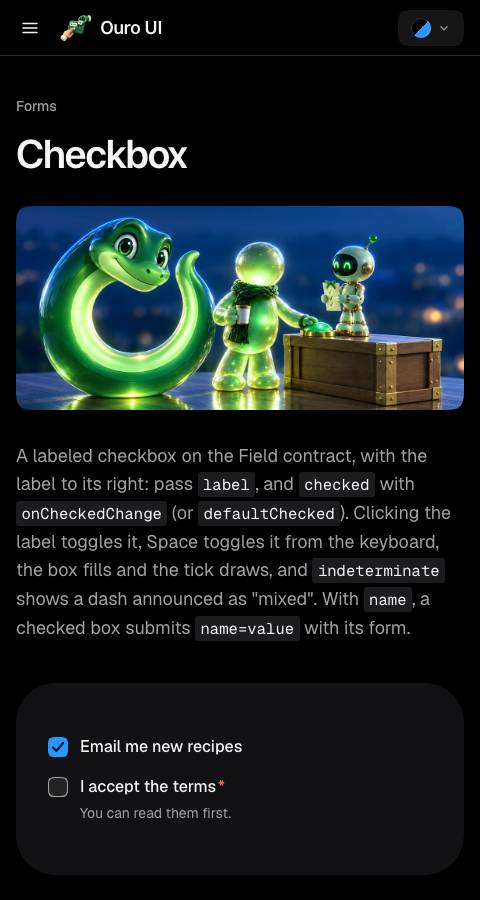 Ouro UI
Forms
Checkbox
A labeled checkbox on the Field contract, with the
label to its right: pass label, and checked with
onCheckedChange (or defaultChecked). Clicking the
label toggles it, Space toggles it from the keyboard,
the box fills and the tick draws, and indeterminate
shows a dash announced as "mixed". With name, a
checked box submits name=value with its form.
Email me new recipes
I accept the terms*
You can read them first.